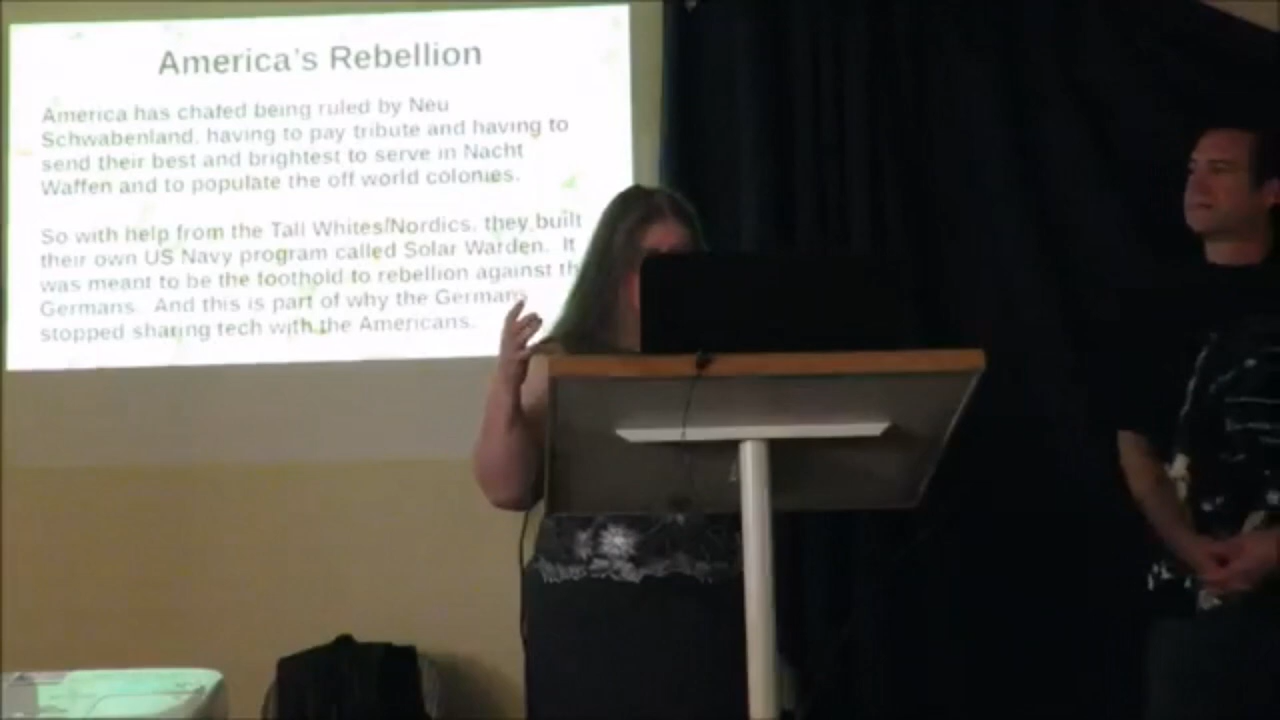 America's Rebellion
America has chafed being ruled by Neu
Schwabenland, having to pay tribute and having to
send their best and brightest to serve in Nacht
Waffen and to populate the off world colonies.
So with help from the Tall Whites/Nordics, they built
their own US Navy program called Solar Warden. It
was meant to be the foothold to rebellion against th
Germans. And this is part of why the Germans
stopped sharing tech with the Americans.